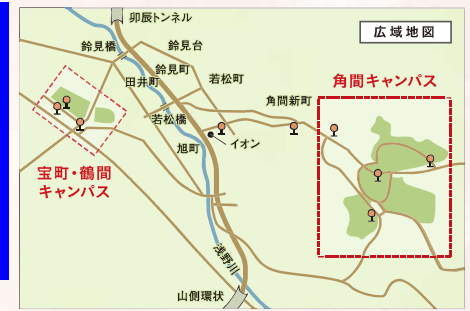 卯辰トンネル
広域地図
鈴見橋
鈴見台
鈴見町
田井町
若松町
角間キャンパス
角間新町
若松橋
イオン
旭町
宝町・鶴間
キャンパス
浅野川
山側環状